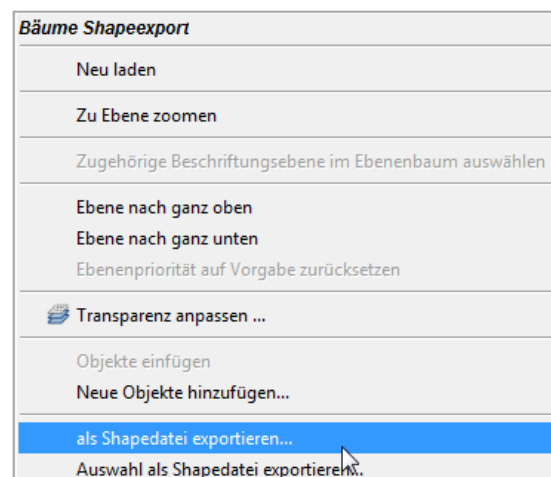 Bäume Shapeexport
Neu laden
Zu Ebene zoomen
Zugehörige Beschriftungsebene im Ebenenbaum auswählen
Ebene nach ganz oben
Ebene nach ganz unten
Ebenenpriorität auf Vorgabe zurücksetzen
Transparenz anpassen ...
Objekte einfügen
Neue Objekte hinzufügen...
als Shapedatei exportieren...
Auswahl als Shapedatei exportieren...